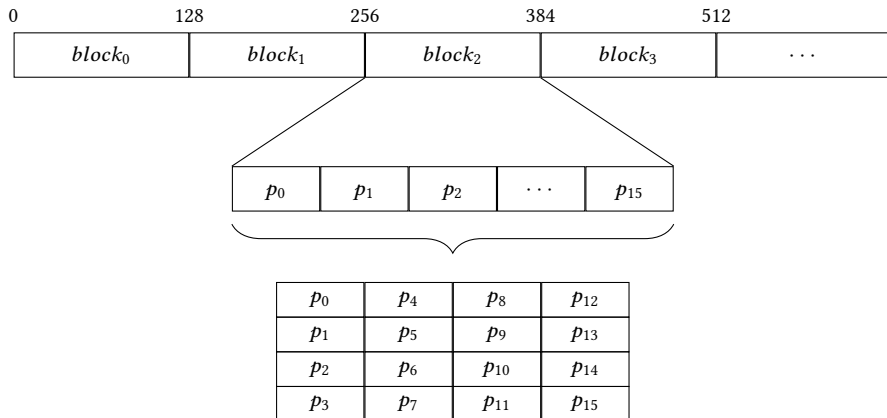 0 128 256 384 512
block₀ block₁ block₂ block₃ ···
p₀ p₁ p₂ ··· p₁₅
p₀ p₄ p₈ p₁₂
p₁ p₅ p₉ p₁₃
p₂ p₆ p₁₀ p₁₄
p₃ p₇ p₁₁ p₁₅